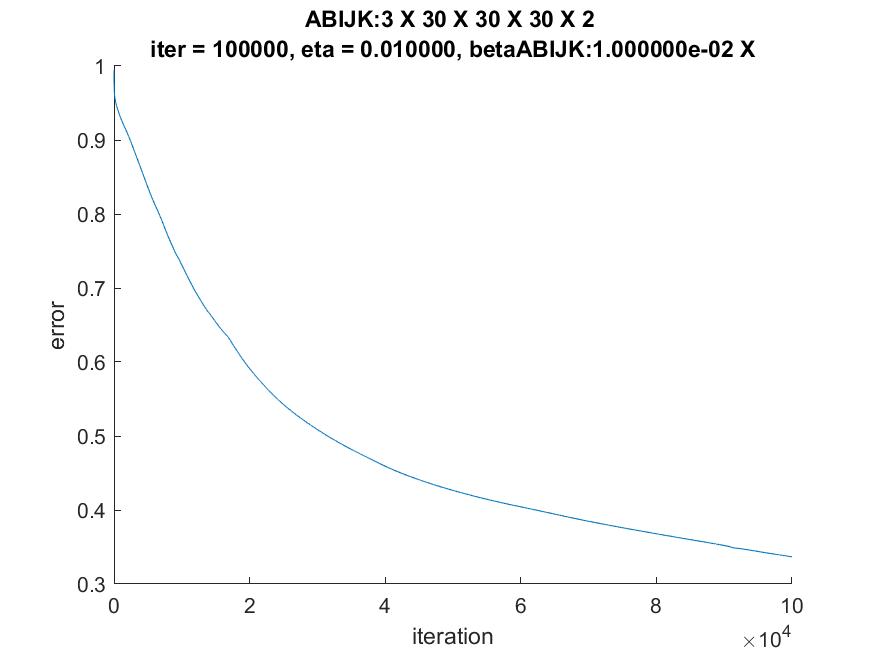 ABIJK:3 X 30 X 30 X 30 X 2
iter = 100000, eta = 0.010000, betaABIJK:1.000000e-02 X
1
0.9
0.8
0.7
0.6
0.5
0.4
0.3
error
0 2 4 6 8 10
iteration
×10⁴